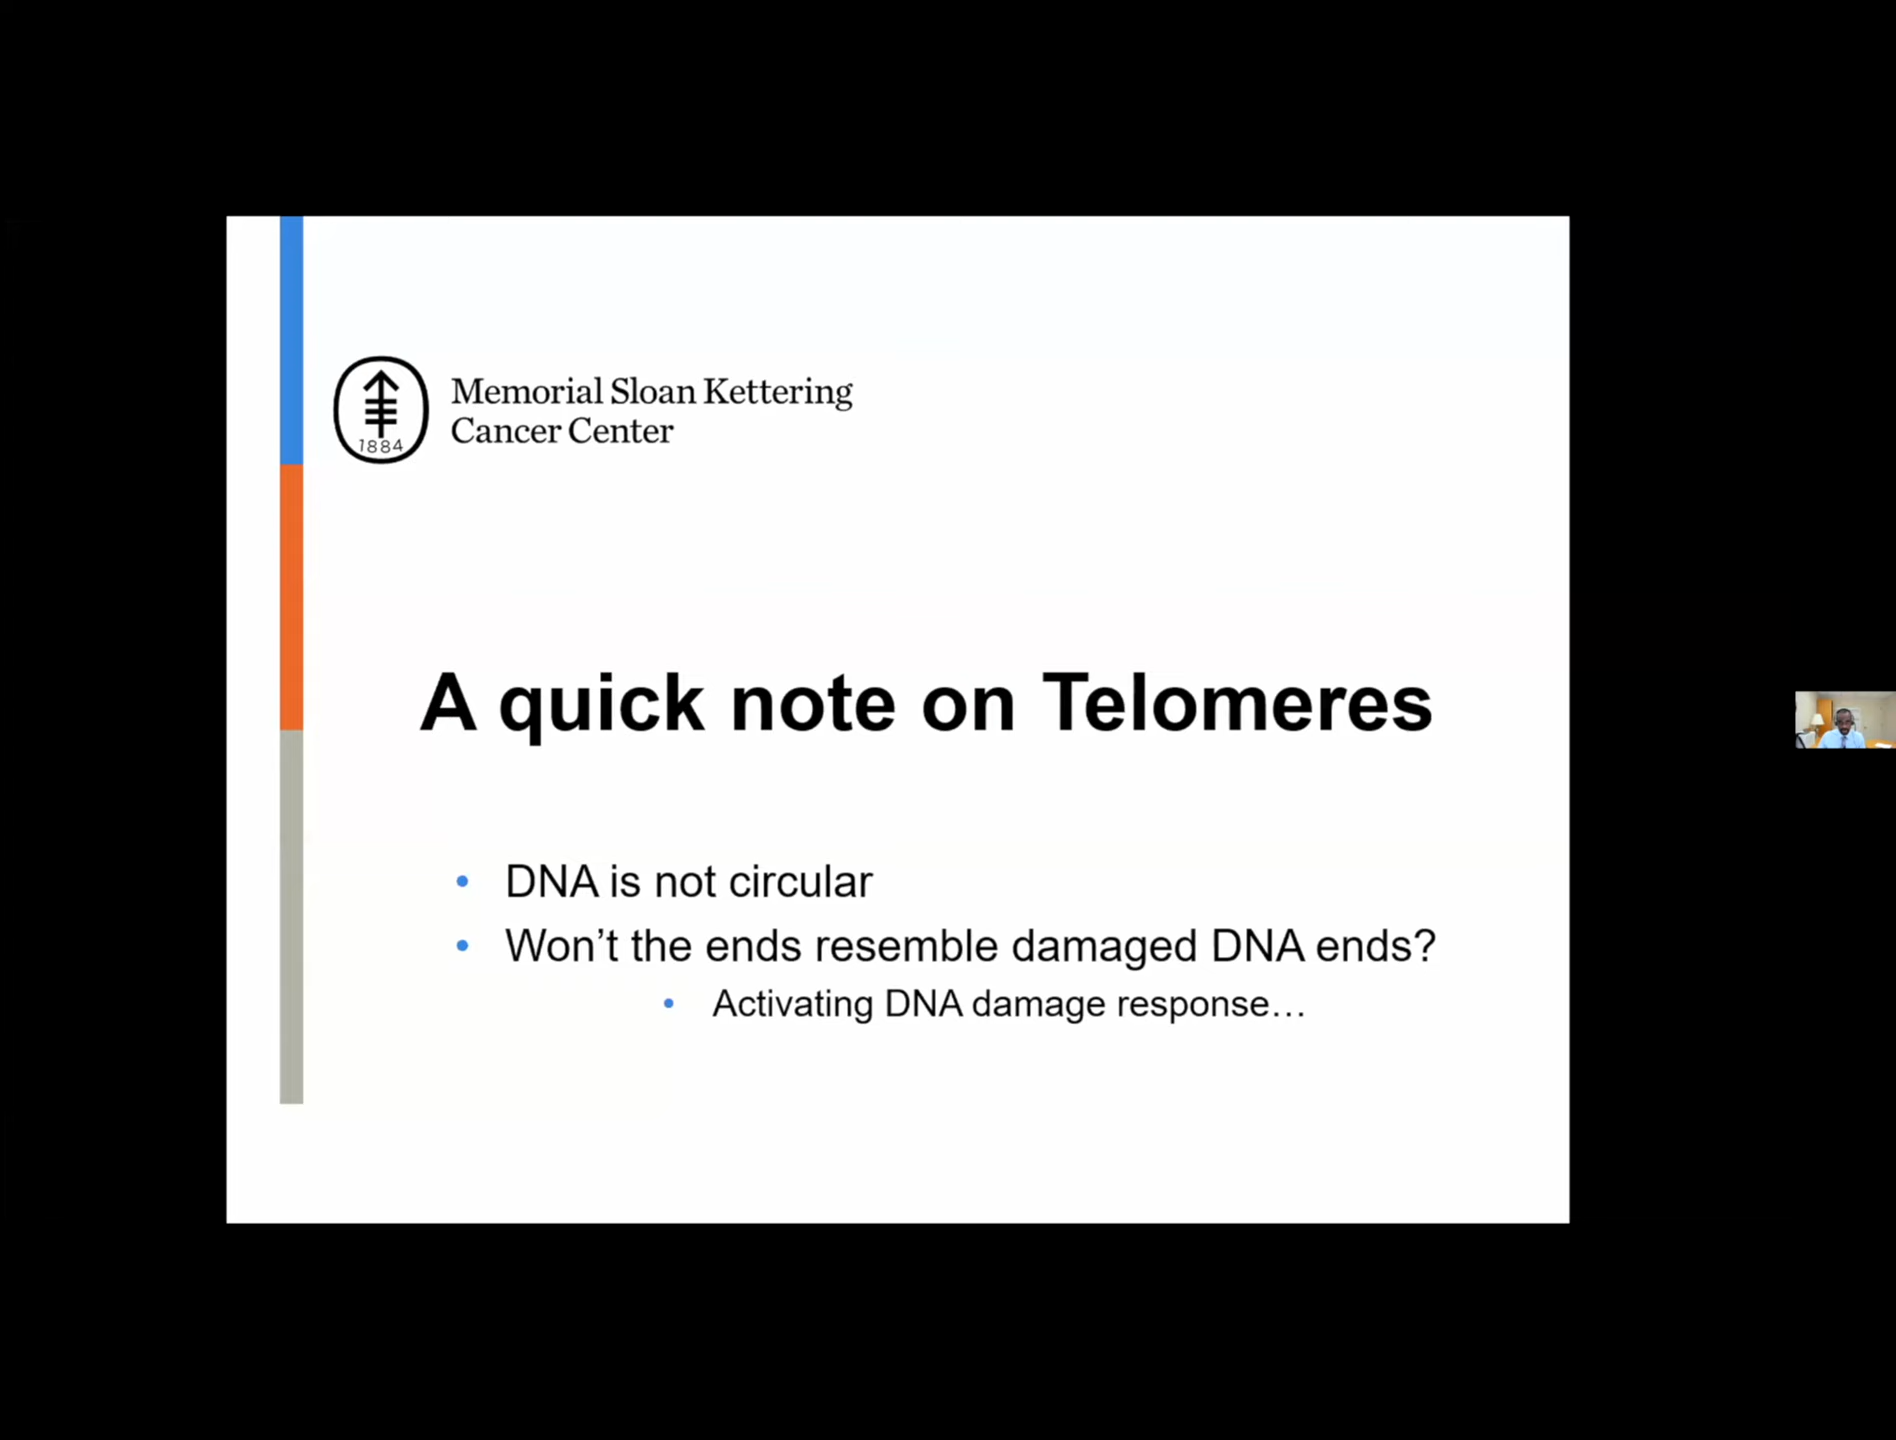 Memorial Sloan Kettering
Cancer Center
1884
A quick note on Telomeres
• DNA is not circular
• Won’t the ends resemble damaged DNA ends?
• Activating DNA damage response…